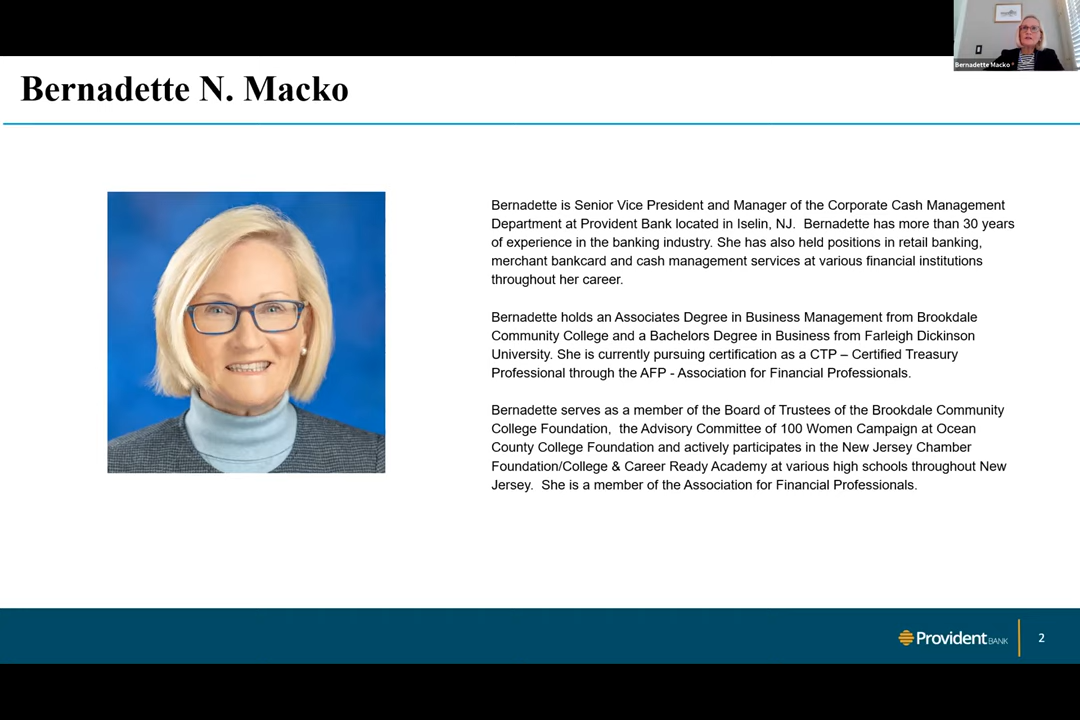 Bernadette Macko
Bernadette N. Macko
Bernadette is Senior Vice President and Manager of the Corporate Cash Management
Department at Provident Bank located in Iselin, NJ.  Bernadette has more than 30 years
of experience in the banking industry. She has also held positions in retail banking,
merchant bankcard and cash management services at various financial institutions
throughout her career.
Bernadette holds an Associates Degree in Business Management from Brookdale
Community College and a Bachelors Degree in Business from Farleigh Dickinson
University. She is currently pursuing certification as a CTP – Certified Treasury
Professional through the AFP - Association for Financial Professionals.
Bernadette serves as a member of the Board of Trustees of the Brookdale Community
College Foundation,  the Advisory Committee of 100 Women Campaign at Ocean
County College Foundation and actively participates in the New Jersey Chamber
Foundation/College & Career Ready Academy at various high schools throughout New
Jersey.  She is a member of the Association for Financial Professionals.
Provident BANK
2